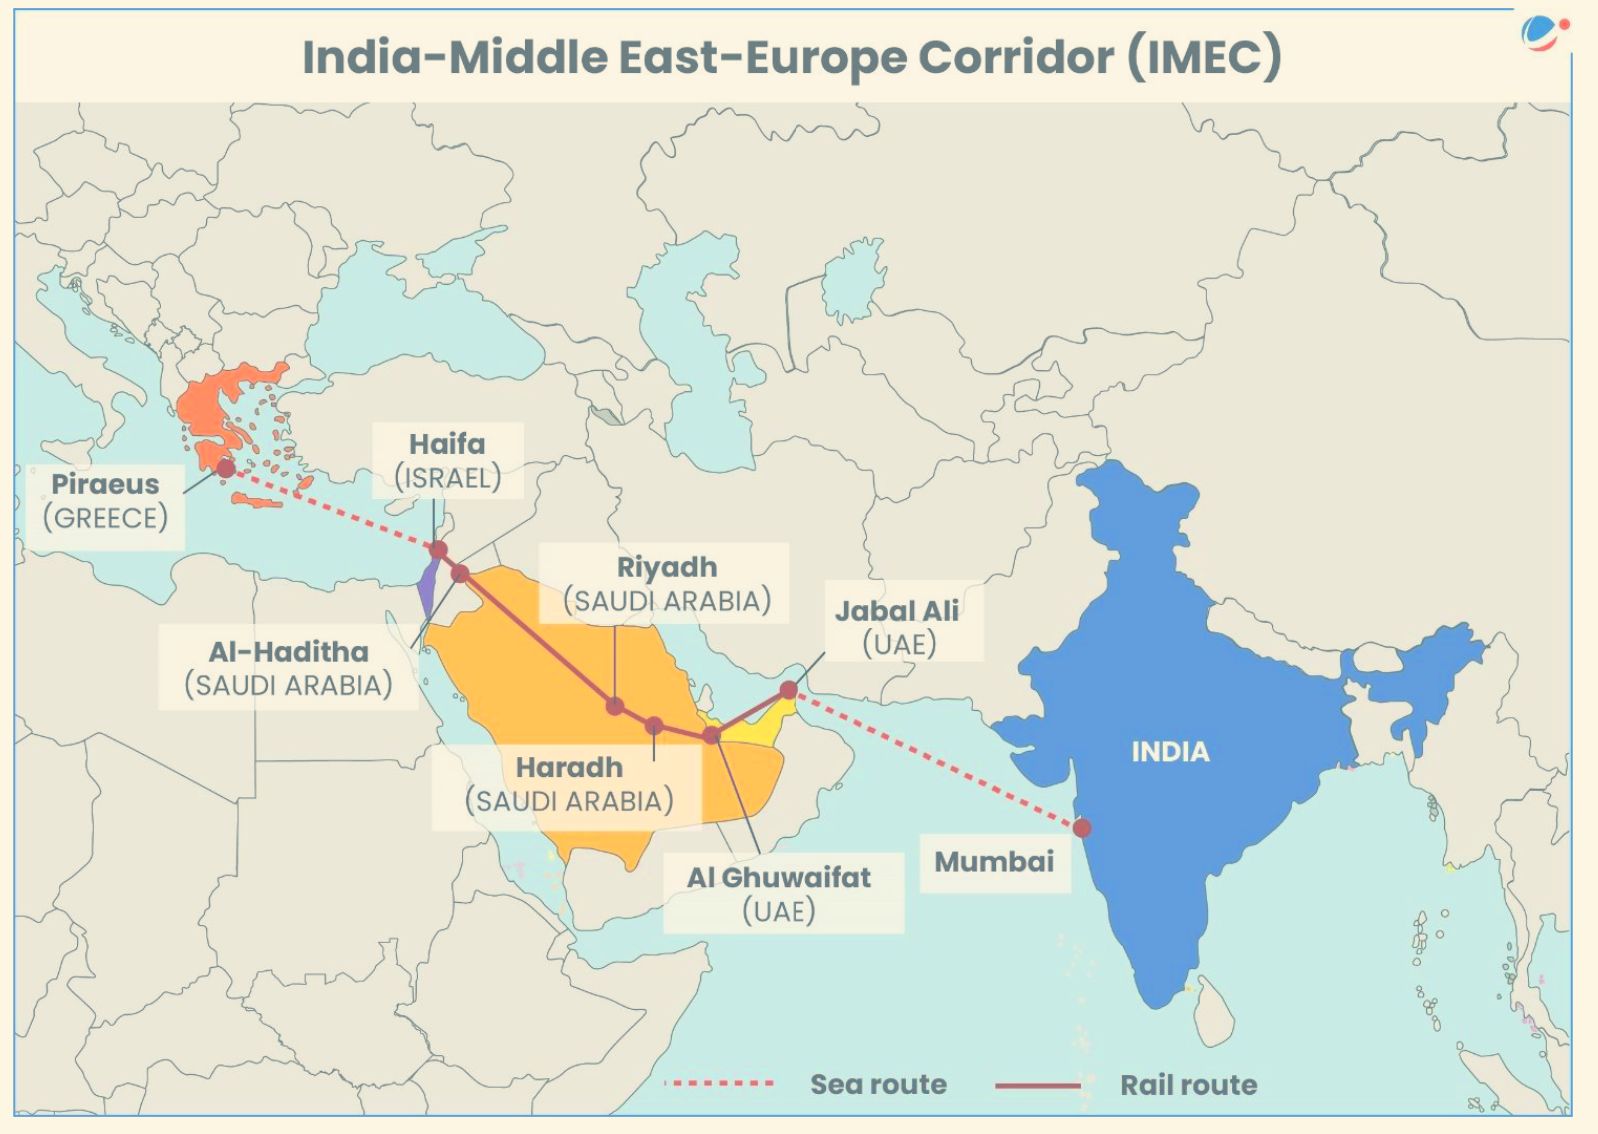 India-Middle East-Europe Corridor (IMEC)
Haifa
(ISRAEL)
Piraeus
(GREECE)
Riyadh
(SAUDI ARABIA)
Jabal Ali
(UAE)
Al-Haditha
(SAUDI ARABIA)
INDIA
Haradh
(SAUDI ARABIA)
Mumbai
Al Ghuwaifat
(UAE)
Sea route
Rail route